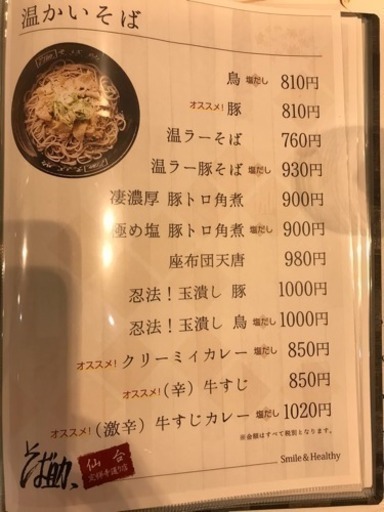 温かいそば
鳥 塩だし 810円
オススメ! 豚 810円
温ラーそば 760円
温ラー豚そば 塩だし 930円
凄濃厚 豚トロ角煮 900円
極め塩 豚トロ角煮 塩だし 900円
座布団天唐 980円
忍法!玉潰し 豚 1000円
忍法!玉潰し 鳥 塩だし 1000円
オススメ! クリーミィカレー 塩だし 850円
オススメ! (辛) 牛すじ 850円
オススメ! (激辛) 牛すじカレー 塩だし 1020円
※金額はすべて税別となります。
そば助、
仙台
定禅寺通り店
Smile & Healthy